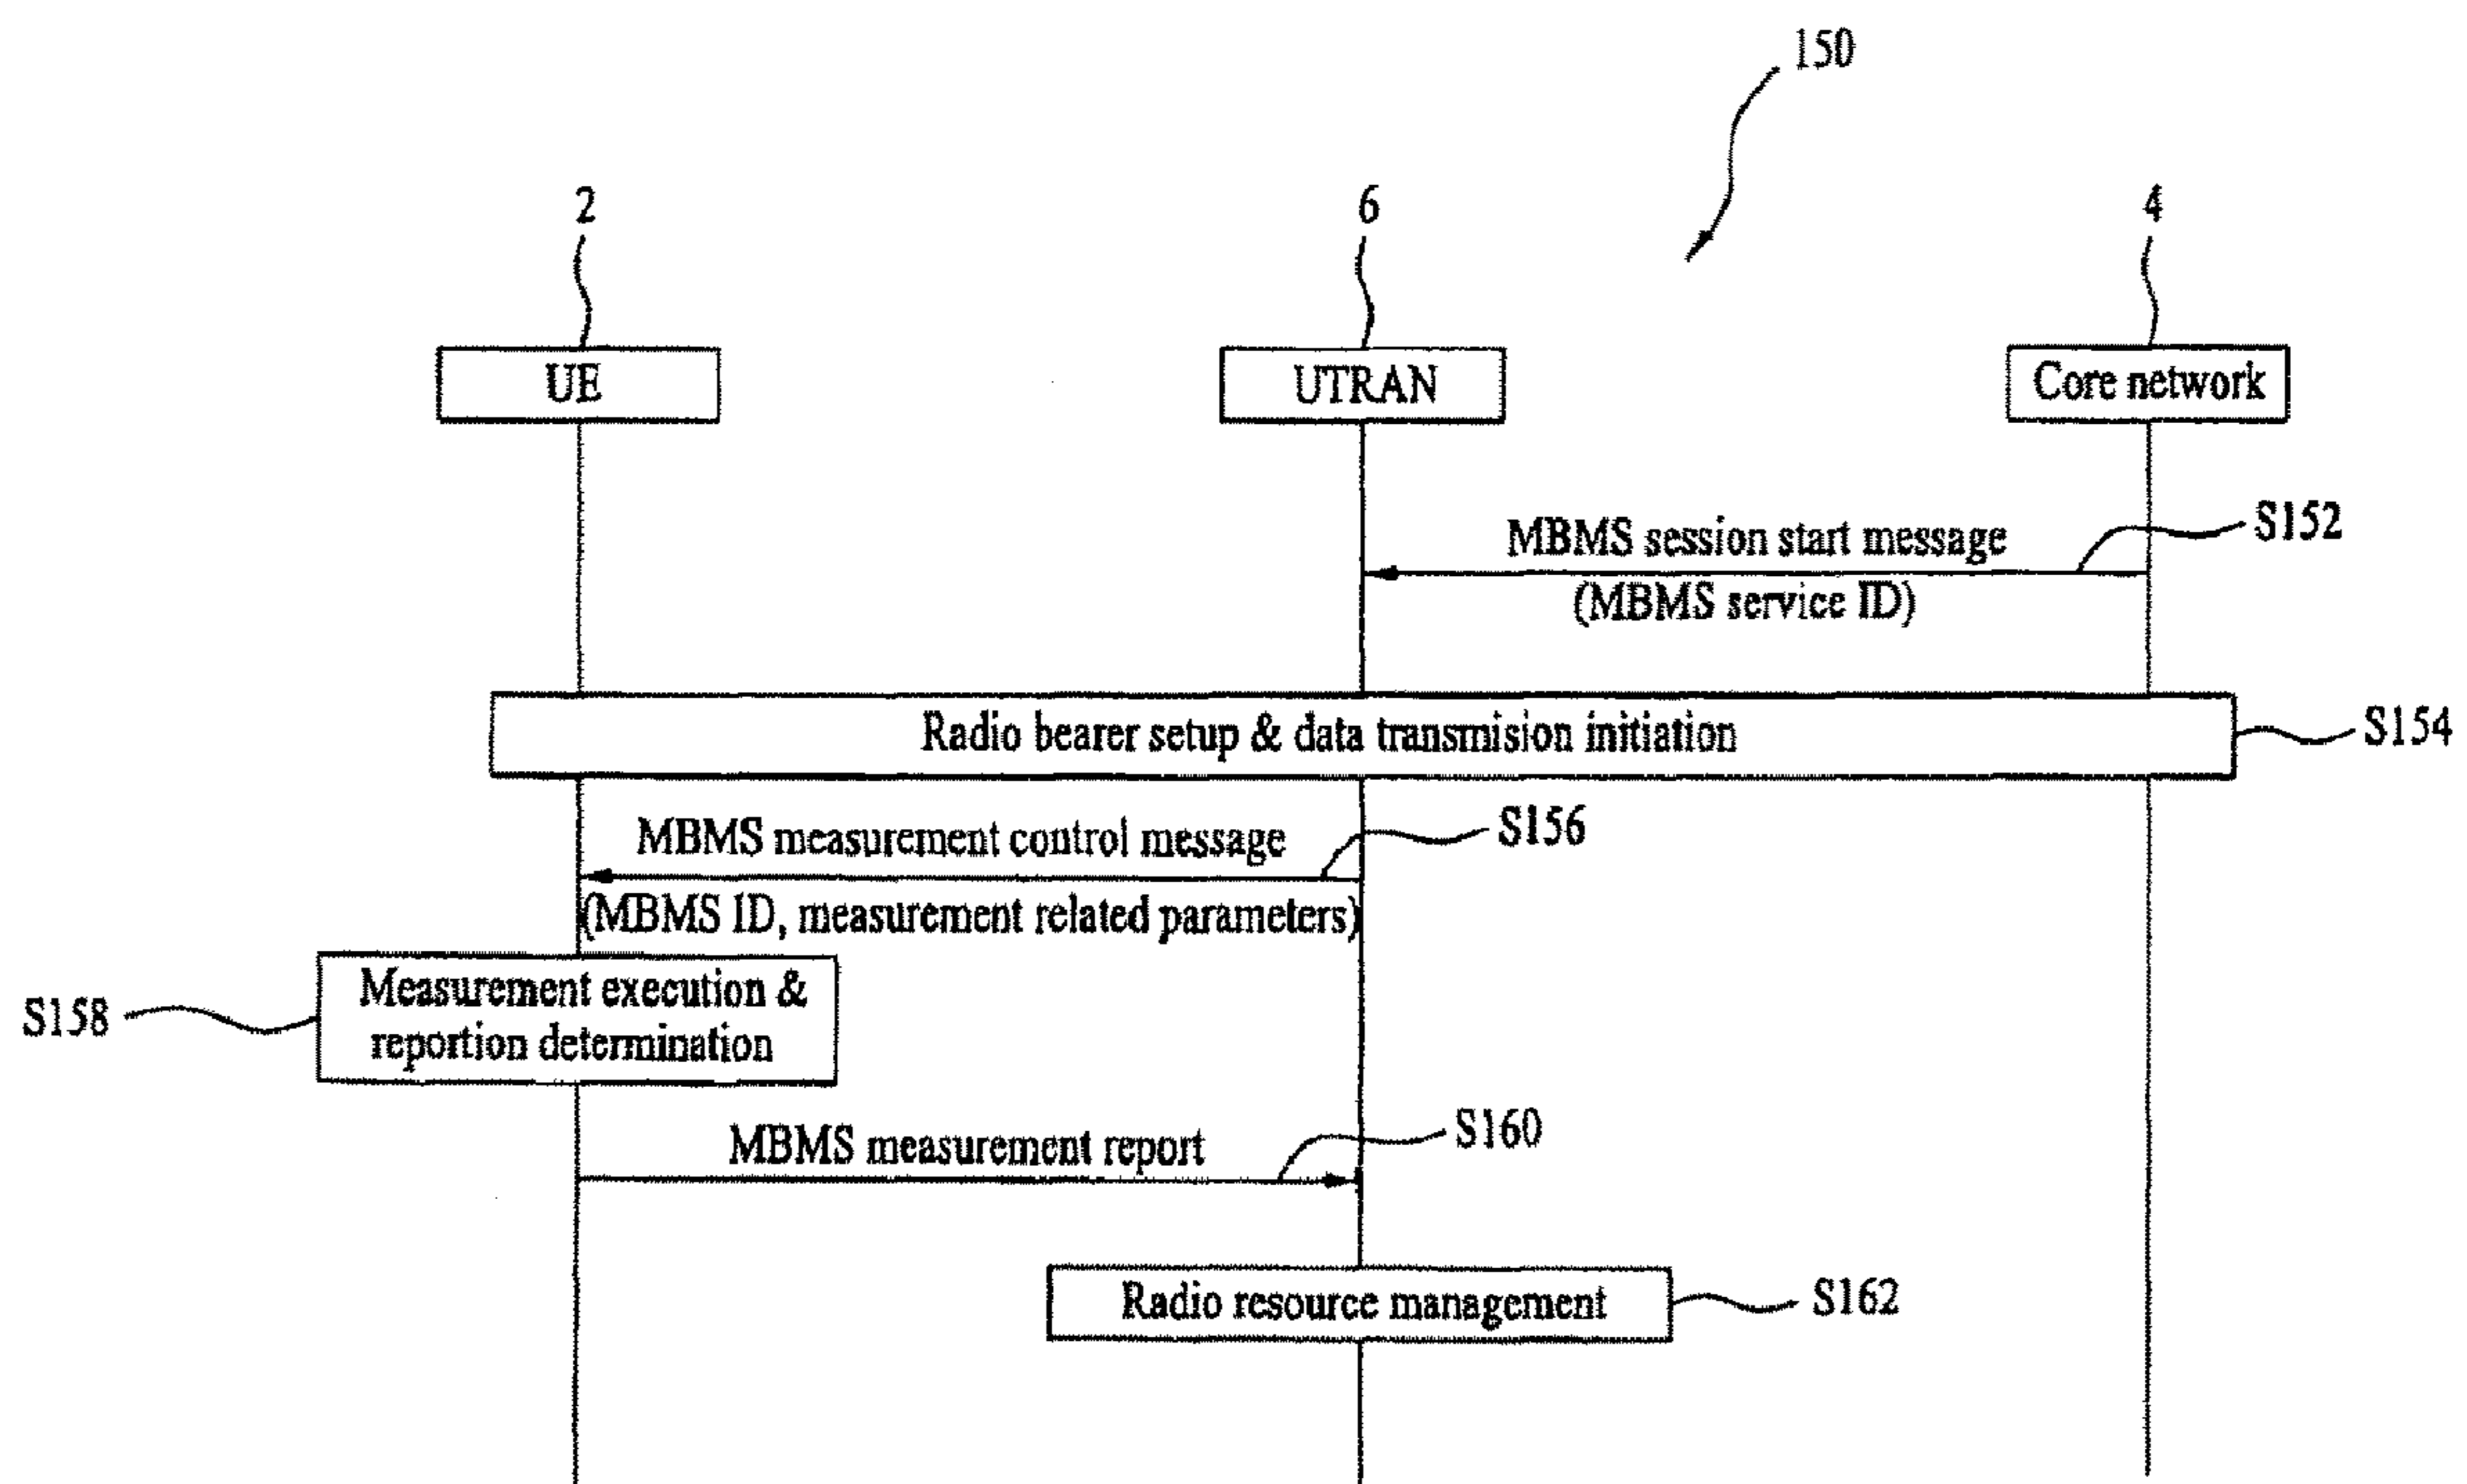 150
2
6
4
UE
UTRAN
Core network
MBMS session start message
S152
(MBMS service ID)
Radio bearer setup & data transmision initiation
S154
MBMS measurement control message
S156
(MBMS ID, measurement related parameters)
S158
Measurement execution &
reportion determination
MBMS measurement report
S160
Radio resource management
S162